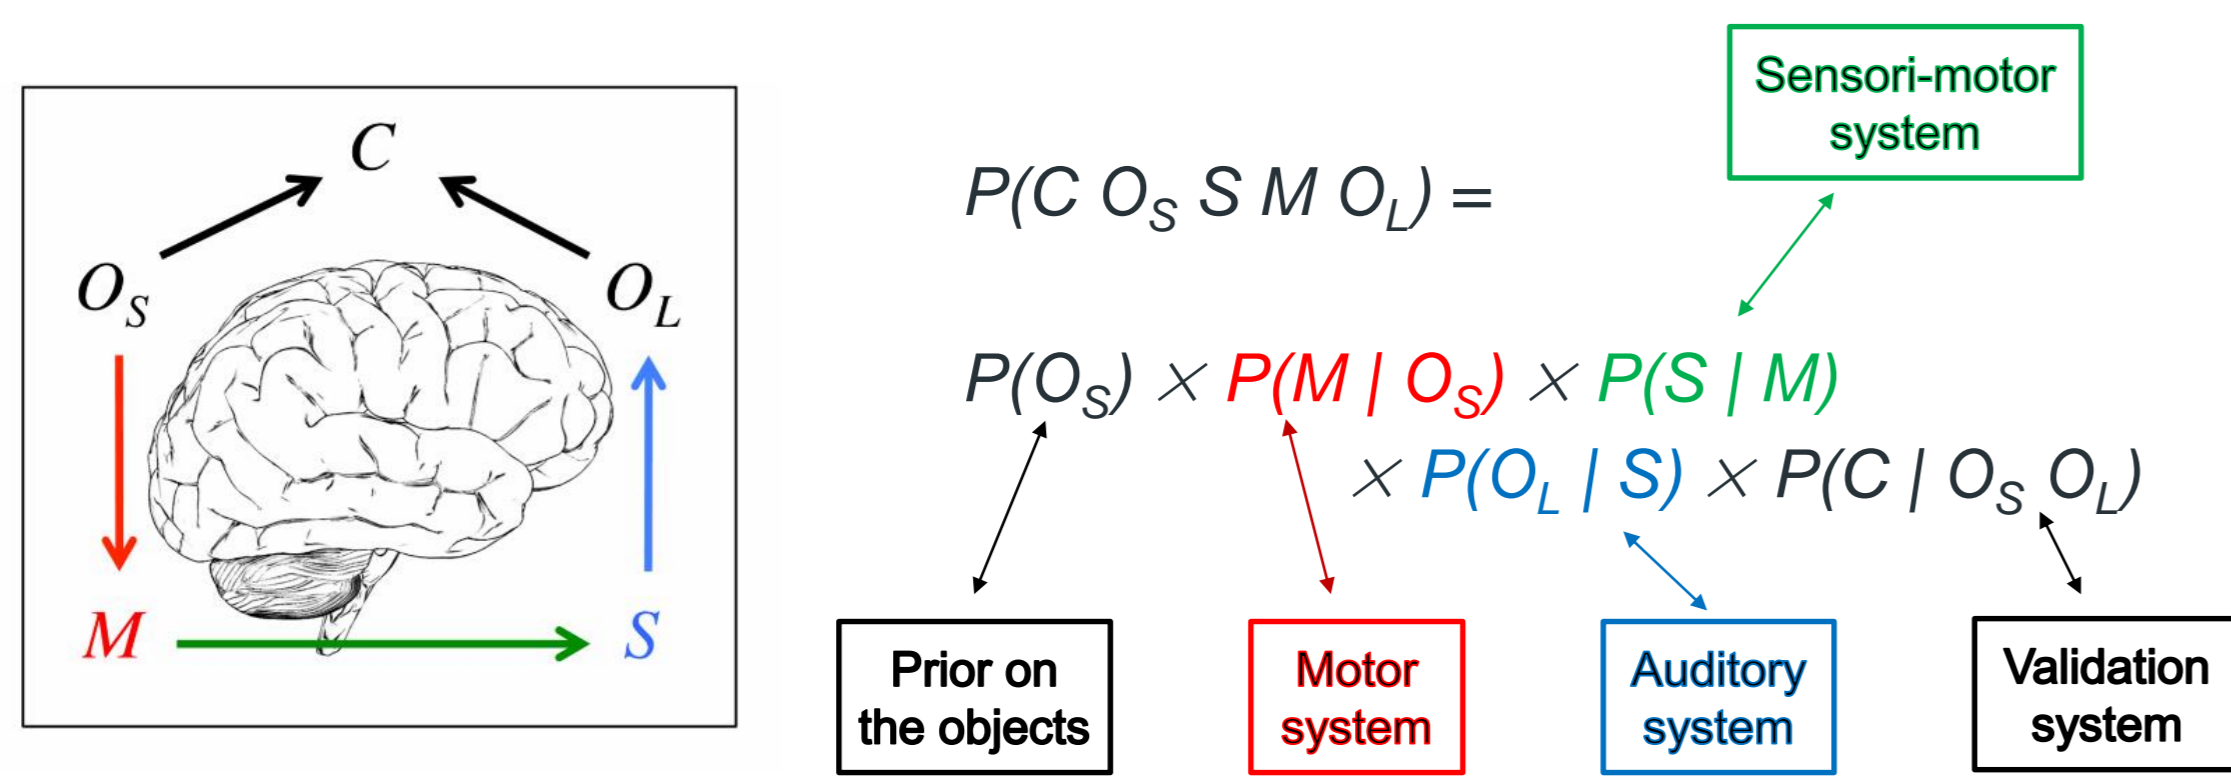 C
O_S
O_L
M
S
P(C O_S S M O_L) =
P(O_S) × P(M | O_S) × P(S | M)
× P(O_L | S) × P(C | O_S O_L)
Sensori-motor
system
Prior on
the objects
Motor
system
Auditory
system
Validation
system